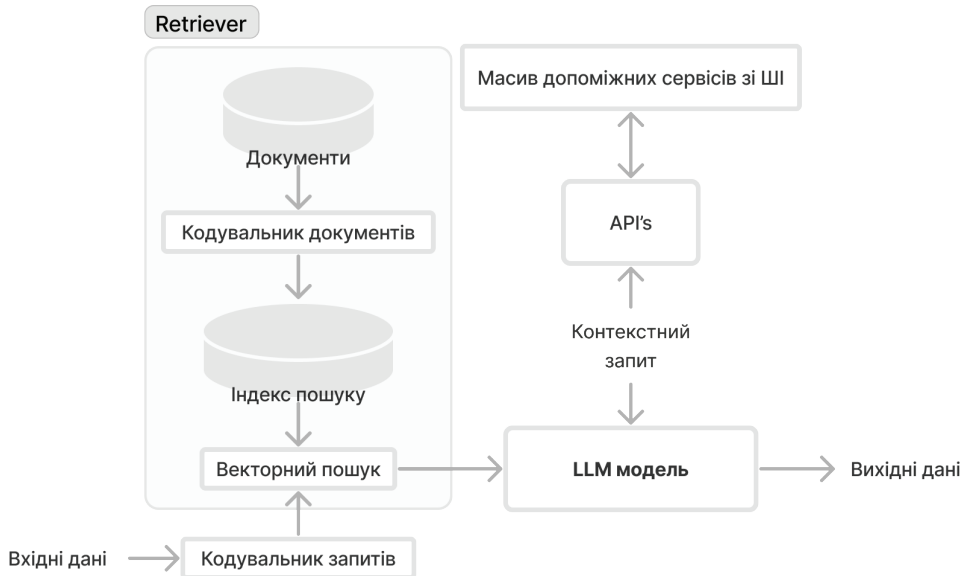 Retriever
Масив допоміжних сервісів зі ШІ
Документи
Кодувальник документів
API’s
Контекстний
запит
Індекс пошуку
Векторний пошук
LLM модель
Вихідні дані
Вхідні дані
Кодувальник запитів